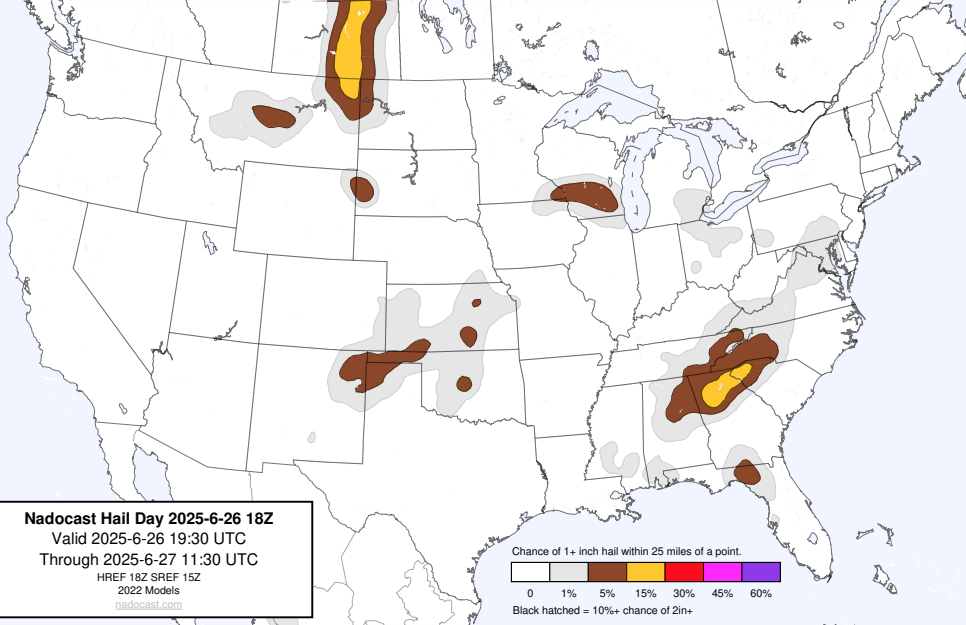 Nadocast Hail Day 2025-6-26 18Z
Valid 2025-6-26 19:30 UTC
Through 2025-6-27 11:30 UTC
HREF 18Z SREF 15Z
2022 Models
nadocast.com
Chance of 1+ inch hail within 25 miles of a point.
0 1% 5% 15% 30% 45% 60%
Black hatched = 10%+ chance of 2in+